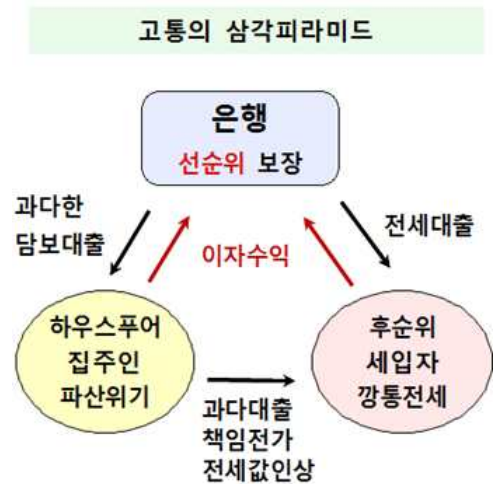 고통의 삼각피라미드
은행
선순위 보장
과다한
담보대출
전세대출
이자수익
하우스푸어
집주인
파산위기
후순위
세입자
깡통전세
과다대출
책임전가
전세값인상